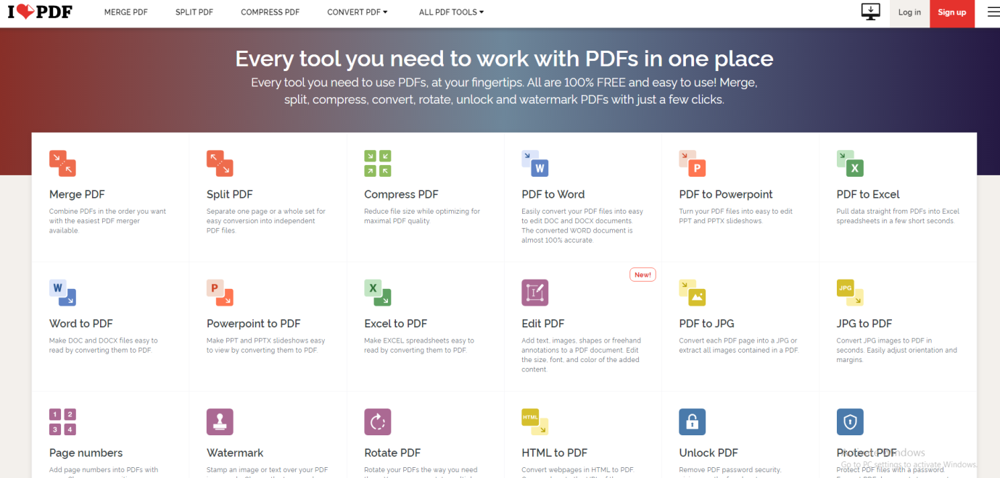 I PDF
MERGE PDF
SPLIT PDF
COMPRESS PDF
CONVERT PDF
ALL PDF TOOLS
Log in
Sign up
Every tool you need to work with PDFs in one place
Every tool you need to use PDFs, at your fingertips. All are 100% FREE and easy to use! Merge,
split, compress, convert, rotate, unlock and watermark PDFs with just a few clicks.
Merge PDF
Combine PDFs in the order you want
with the easiest PDF merger
available.
Split PDF
Separate one page or a whole set for
easy conversion into independent
PDF files.
Compress PDF
Reduce file size while optimizing for
maximal PDF quality.
W
PDF to Word
Easily convert your PDF files into easy
to edit DOC and DOCX documents.
The converted WORD document is
almost 100% accurate.
P
PDF to Powerpoint
Turn your PDF files into easy to edit
PPT and PPTX slideshows.
X
PDF to Excel
Pull data straight from PDFs into Excel
spreadsheets in a few short seconds.
W
Word to PDF
Make DOC and DOCX files easy to
read by converting them to PDF.
P
Powerpoint to PDF
Make PPT and PPTX slideshows easy
to view by converting them to PDF.
X
Excel to PDF
Make EXCEL spreadsheets easy to
read by converting them to PDF.
New!
Edit PDF
Add text, images, shapes or freehand
annotations to a PDF document. Edit
the size, font, and color of the added
content.
PDF to JPG
Convert each PDF page into a JPG or
extract all images contained in a PDF.
JPG
JPG to PDF
Convert JPG images to PDF in
seconds. Easily adjust orientation and
margins.
1 2
3 4
Page numbers
Add page numbers into PDFs with
Watermark
Stamp an image or text over your PDF
Rotate PDF
Rotate your PDFs the way you need
HTML
HTML to PDF
Convert webpages in HTML to PDF.
Unlock PDF
Remove PDF password security,
Protect PDF
Protect PDF files with a password.
Activate Windows
Go to PC settings to activate Windows.